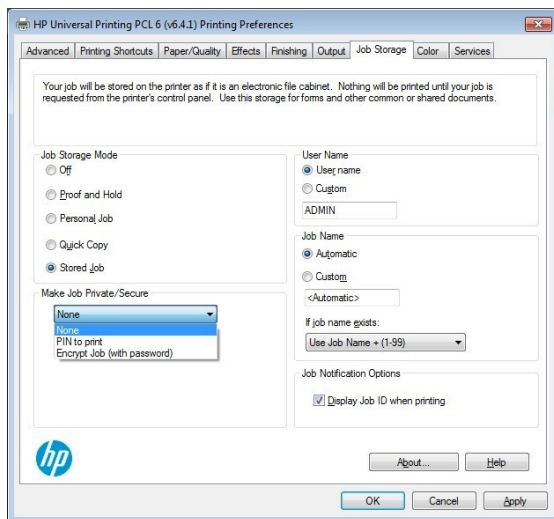 HP Universal Printing PCL 6 (v6.4.1) Printing Preferences
Advanced Printing Shortcuts Paper/Quality Effects Finishing Output Job Storage Color Services
Your job will be stored on the printer as if it is an electronic file cabinet. Nothing will be printed until your job is
requested from the printer's control panel. Use this storage for forms and other common or shared documents.
Job Storage Mode
Off
Proof and Hold
Personal Job
Quick Copy
Stored Job
Make Job Private/Secure
None
None
PIN to print
Encrypt Job (with password)
User Name
User name
Custom
ADMIN
Job Name
Automatic
Custom
<Automatic>
If job name exists:
Use Job Name + (1-99)
Job Notification Options
Display Job ID when printing
hp
About... Help
OK Cancel Apply